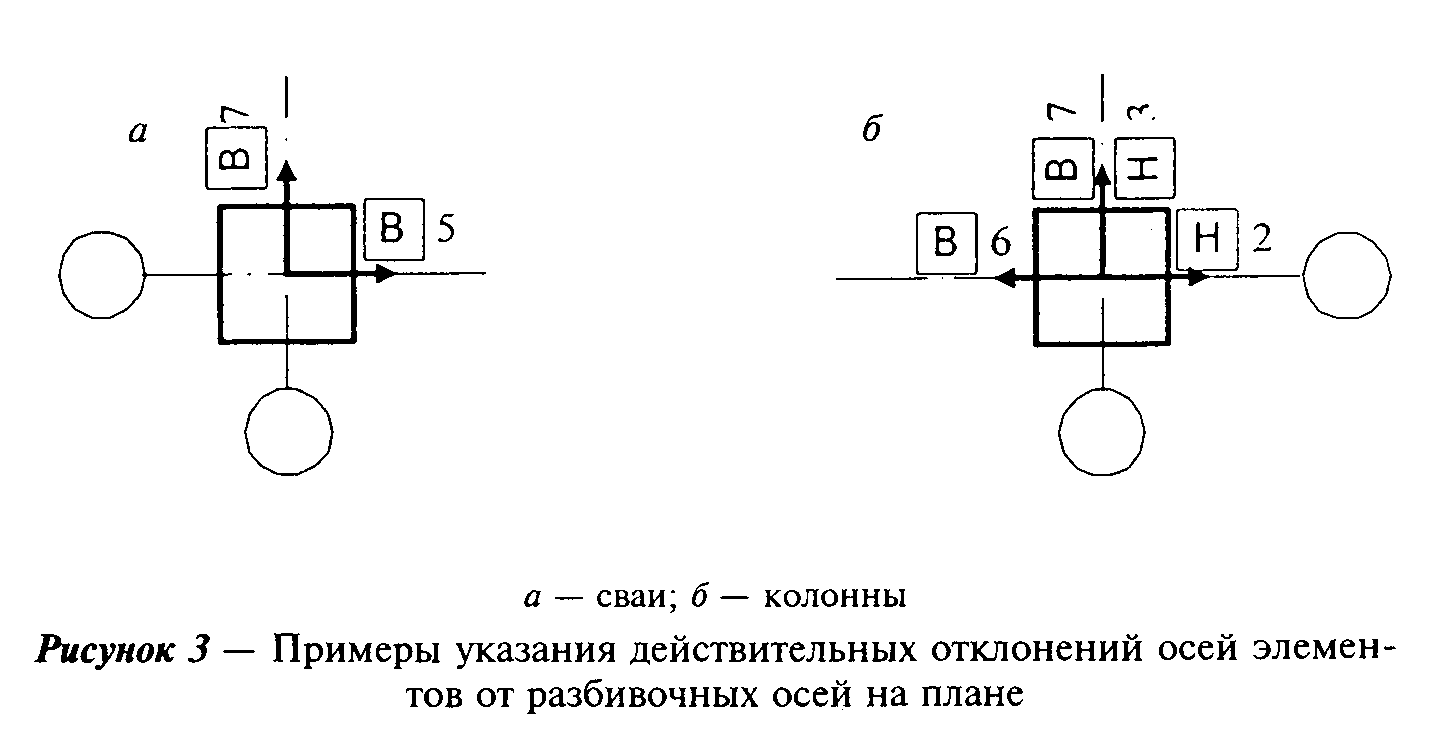 а
В 7
В 5
б
В 7
Н 3
В 6
Н 2
а — сваи; б — колонны
Рисунок 3 — Примеры указания действительных отклонений осей элемен-
тов от разбивочных осей на плане